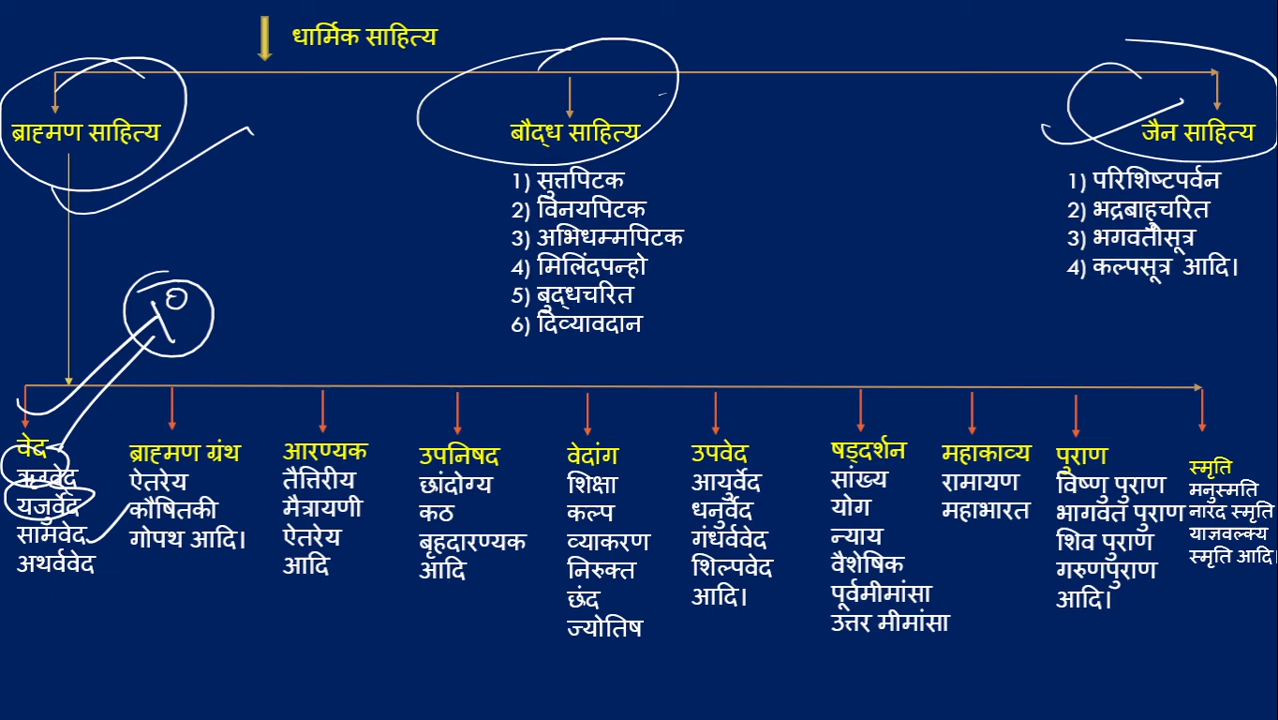 धार्मिक साहित्य
ब्राह्मण साहित्य
बौद्ध साहित्य
1) सुत्तपिटक
2) विनयपिटक
3) अभिधम्मपिटक
4) मिलिंदपन्हो
5) बुद्धचरित
6) दिव्यावदान
जैन साहित्य
1) परिशिष्टपर्वन
2) भद्रबाहूचरित
3) भगवतीसूत्र
4) कल्पसूत्र आदि।
वेद
ऋग्वेद
यजुर्वेद
सामवेद
अथर्ववेद
ब्राह्मण ग्रंथ
ऐतरेय
कौषितकी
गोपथ आदि।
आरण्यक
तैत्तिरीय
मैत्रायणी
ऐतरेय
आदि
उपनिषद
छांदोग्य
कठ
बृहदारण्यक
आदि
वेदांग
शिक्षा
कल्प
व्याकरण
निरुक्त
छंद
ज्योतिष
उपवेद
आयुर्वेद
धनुर्वेद
गंधर्ववेद
शिल्पवेद
आदि।
षड्दर्शन
सांख्य
योग
न्याय
वैशेषिक
पूर्वमीमांसा
उत्तर मीमांसा
महाकाव्य
रामायण
महाभारत
पुराण
विष्णु पुराण
भागवत पुराण
शिव पुराण
गरुणपुराण
आदि।
स्मृति
मनुस्मति
नारद स्मृति
याज्ञवल्क्य
स्मृति आदि।